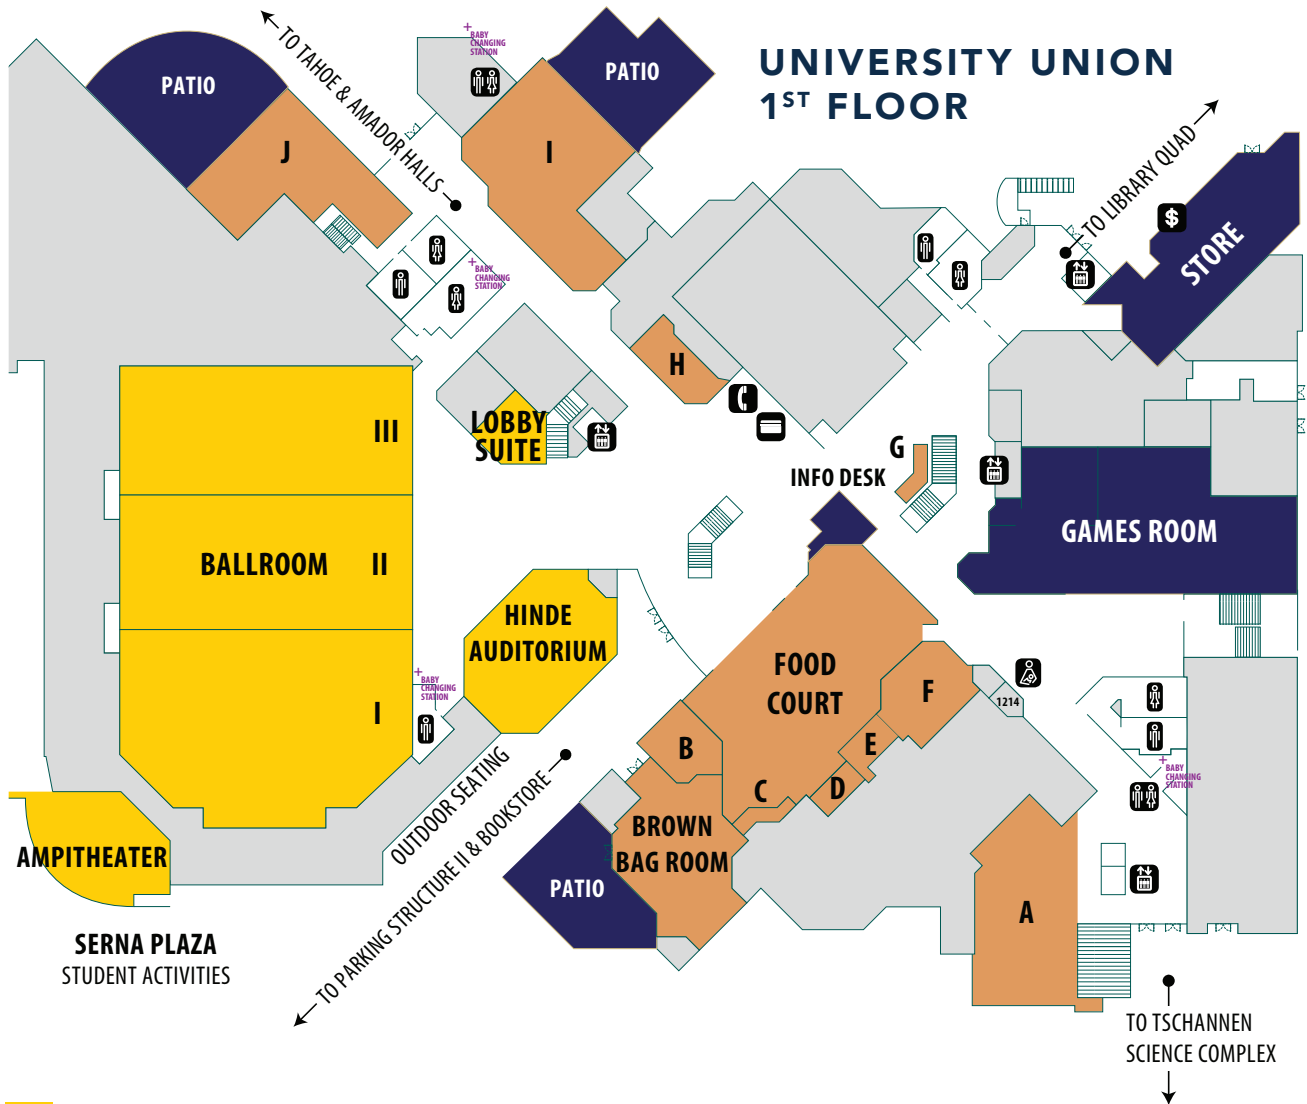 UNIVERSITY UNION
1ST FLOOR
TO TAHOE & AMADOR HALLS
+
BABY
CHANGING
STATION
PATIO
PATIO
J
I
TO LIBRARY QUAD
$
STORE
+
BABY
CHANGING
STATION
H
LOBBY
SUITE
III
BALLROOM
II
I
G
INFO DESK
GAMES ROOM
HINDE
AUDITORIUM
+
BABY
CHANGING
STATION
FOOD
COURT
F
1214
B
E
C
D
+
BABY
CHANGING
STATION
OUTDOOR SEATING
TO PARKING STRUCTURE II & BOOKSTORE
BROWN
BAG ROOM
PATIO
AMPITHEATER
A
SERNA PLAZA
STUDENT ACTIVITIES
TO TSCHANNEN
SCIENCE COMPLEX